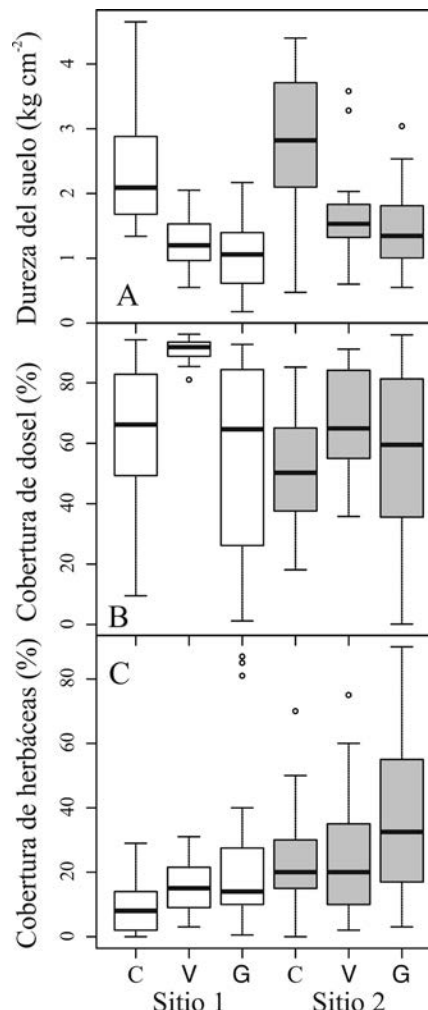 Dureza del suelo (kg cm⁻²)
4
3
2
1
0
A
Cobertura de dosel (%)
80
60
40
20
0
B
Cobertura de herbáceas (%)
80
60
40
20
0
C
C V G C V G
Sitio 1 Sitio 2